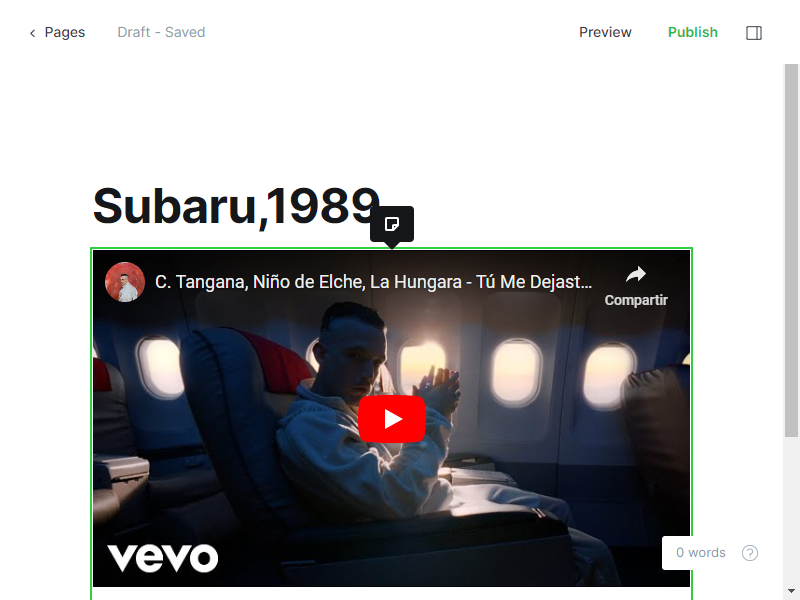 Pages
Draft - Saved
Preview
Publish
Subaru,1989
C. Tangana, Niño de Elche, La Hungara - Tú Me Dejast...
Compartir
vevo
0 words
?